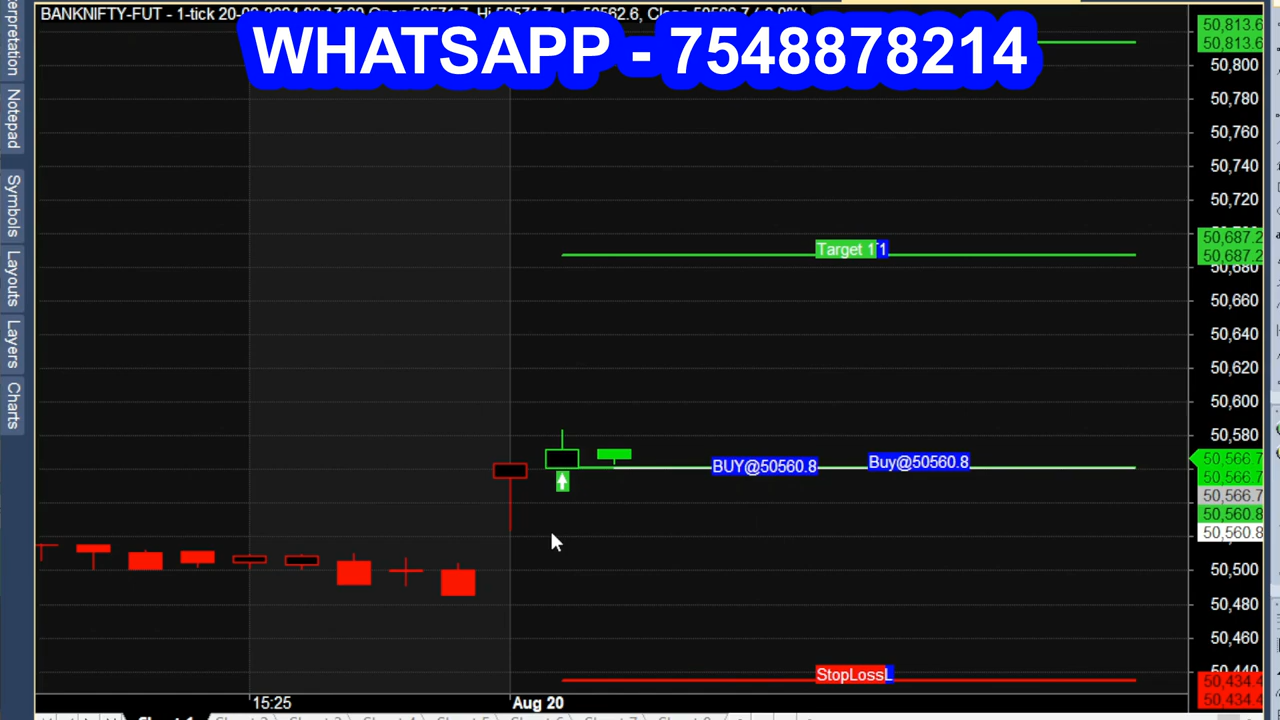 BANKNIFTY-FUT - 1-tick
WHATSAPP - 7548878214
Interpretation
Notepad
Symbols
Layouts
Layers
Charts
50,813.6
50,813.6
50,800
50,780
50,760
50,740
50,720
50,687.2
50,687.2
50,680
50,660
50,640
50,620
50,600
50,580
50,566.7
50,566.7
50,566.7
50,560.8
50,560.8
50,500
50,480
50,460
50,440
50,434.4
50,434.4
Target 1
BUY@50560.8
Buy@50560.8
StopLoss
15:25
Aug 20